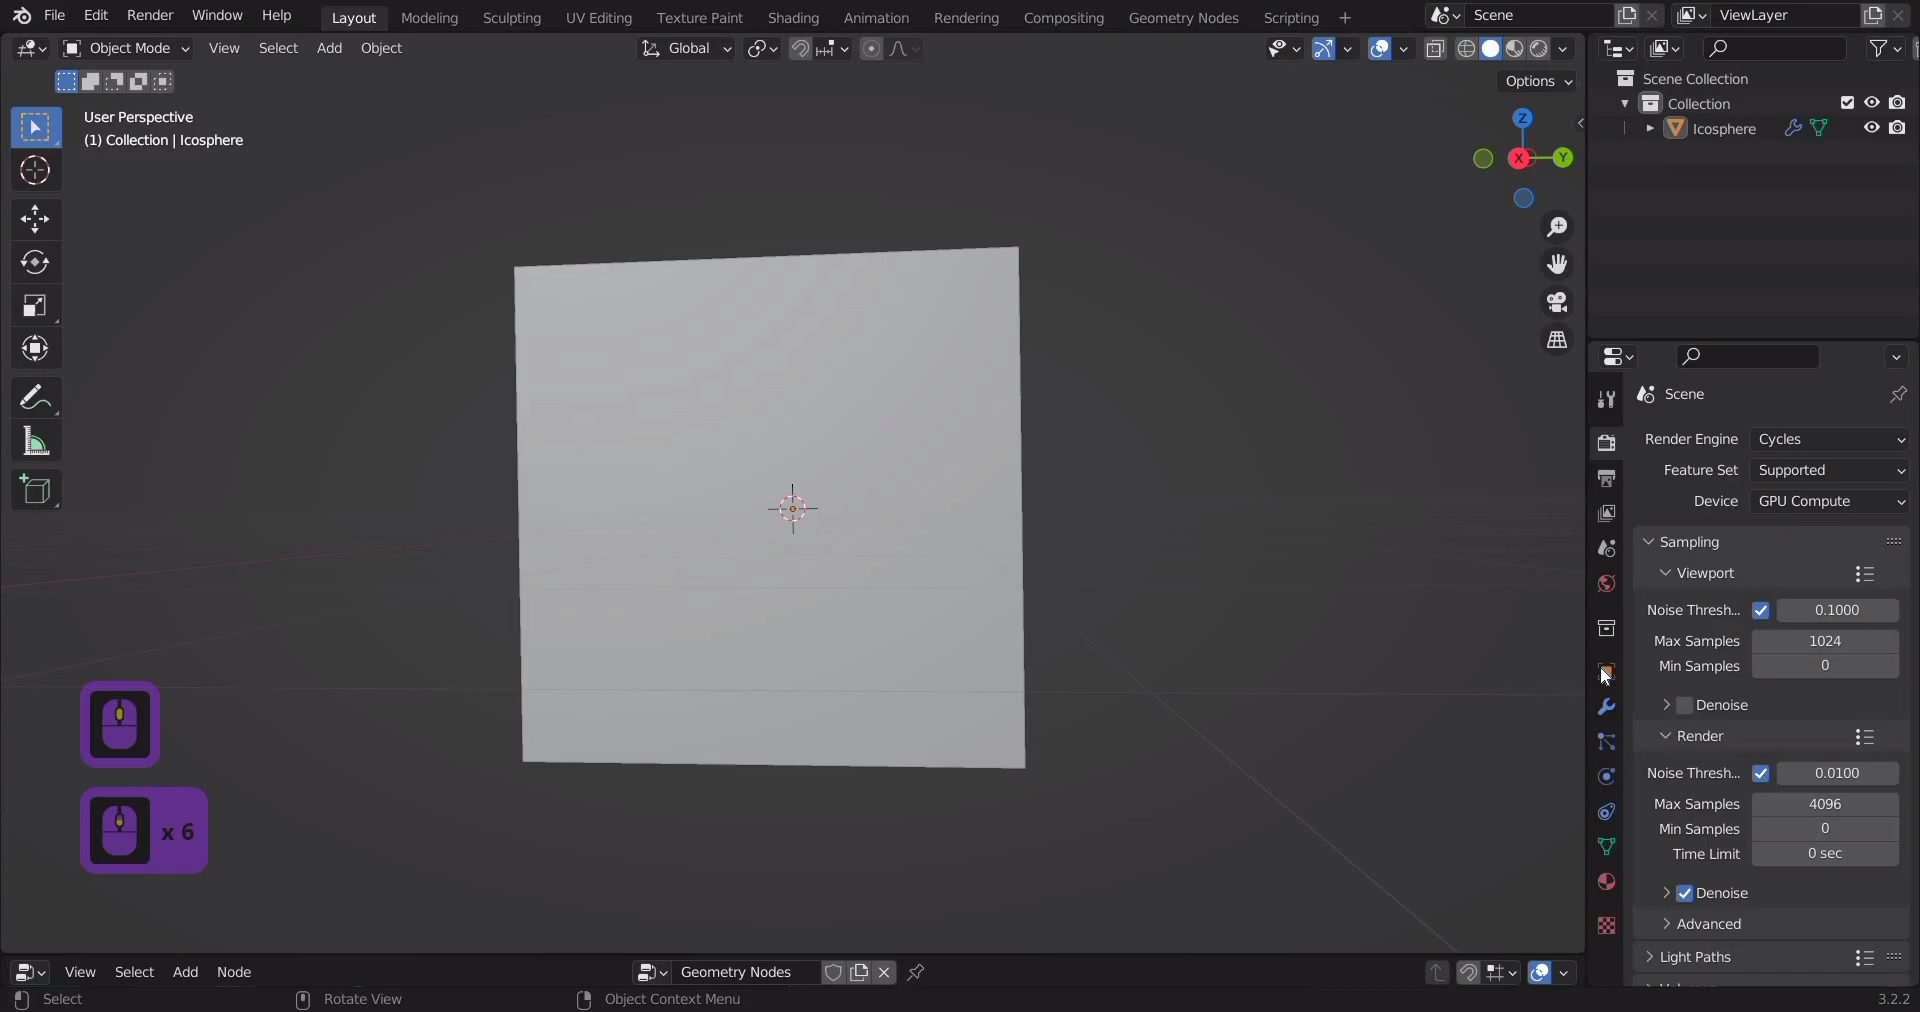 File Edit Render Window Help
Layout Modeling Sculpting UV Editing Texture Paint Shading Animation Rendering Compositing Geometry Nodes Scripting +
Scene
ViewLayer
Object Mode View Select Add Object
Global
Options
User Perspective
(1) Collection | Icosphere
Z
X
Y
Scene Collection
Collection
Icosphere
Scene
Render Engine Cycles
Feature Set Supported
Device GPU Compute
Sampling
Viewport
Noise Thresh... 0.1000
Max Samples 1024
Min Samples 0
Denoise
Render
Noise Thresh... 0.0100
Max Samples 4096
Min Samples 0
Time Limit 0 sec
Denoise
Advanced
Light Paths
x 6
View Select Add Node
Geometry Nodes
Select Rotate View Object Context Menu
3.2.2